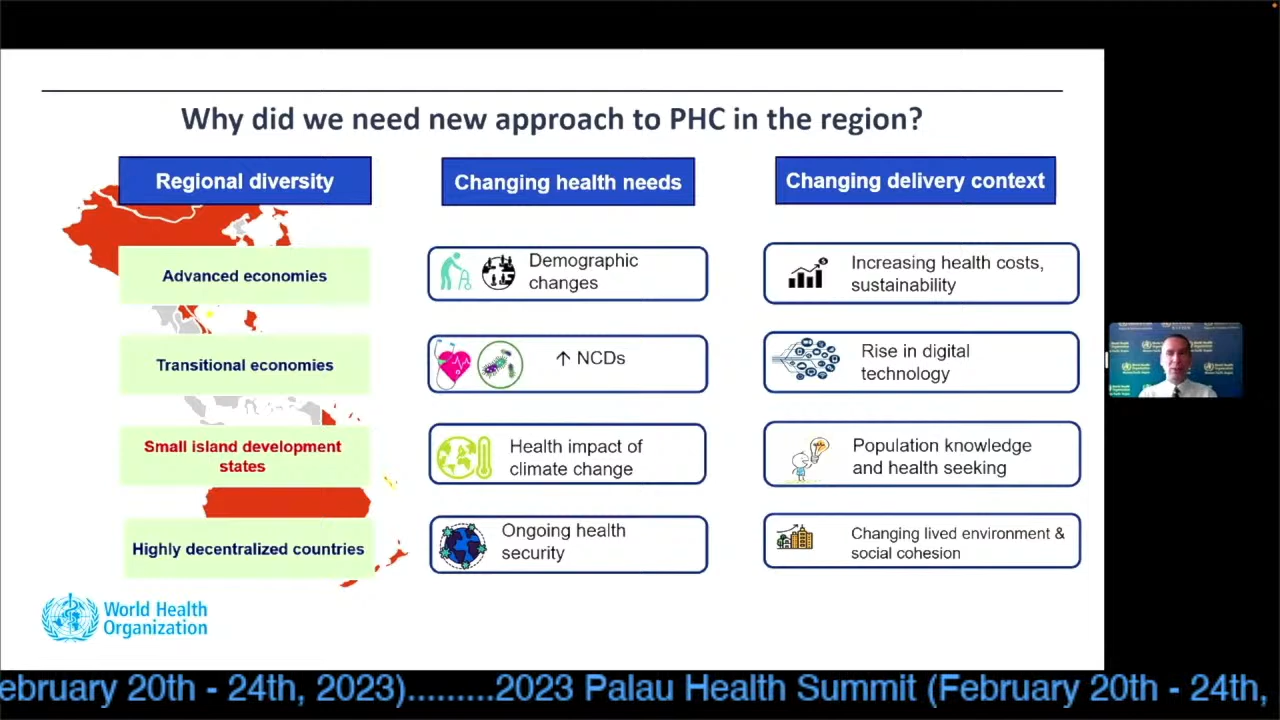 Why did we need new approach to PHC in the region?
Regional diversity
Advanced economies
Transitional economies
Small island development
states
Highly decentralized countries
Changing health needs
Demographic
changes
↑ NCDs
Health impact of
climate change
Ongoing health
security
Changing delivery context
Increasing health costs,
sustainability
Rise in digital
technology
Population knowledge
and health seeking
Changing lived environment &
social cohesion
World Health
Organization
ebruary 20th - 24th, 2023).........2023 Palau Health Summit (February 20th - 24th,